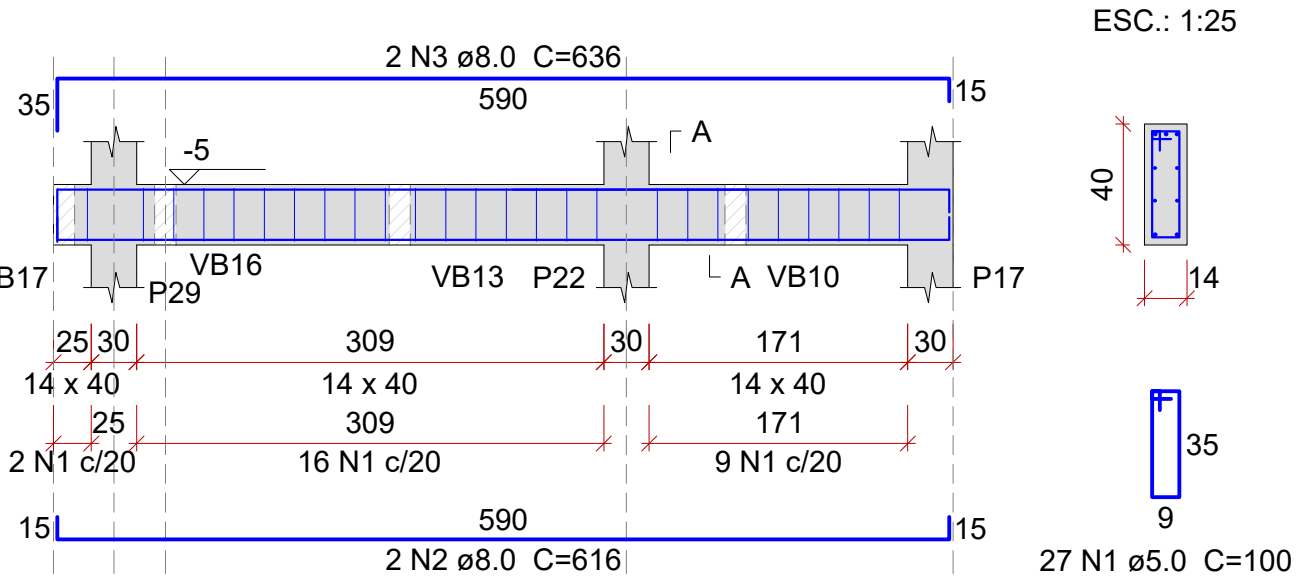 ESC.: 1:25
2 N3 ø8.0 C=636
35
590
15
A
-5
40
14
B17
P29
VB16
VB13
P22
A
VB10
P17
25
30
309
30
171
30
14 x 40
14 x 40
14 x 40
25
309
171
2 N1 c/20
16 N1 c/20
9 N1 c/20
35
9
27 N1 ø5.0 C=100
15
590
15
2 N2 ø8.0 C=616